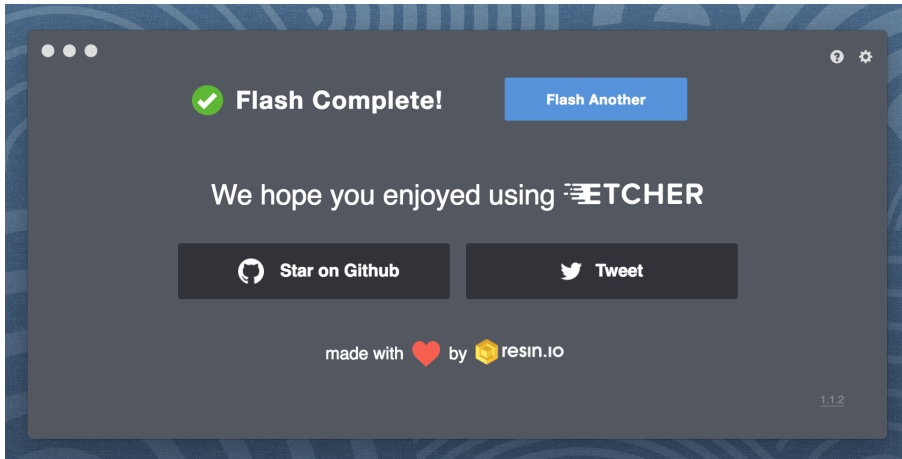 Flash Complete!
Flash Another
We hope you enjoyed using ETCHER
Star on Github
Tweet
made with by resin.io
1.1.2